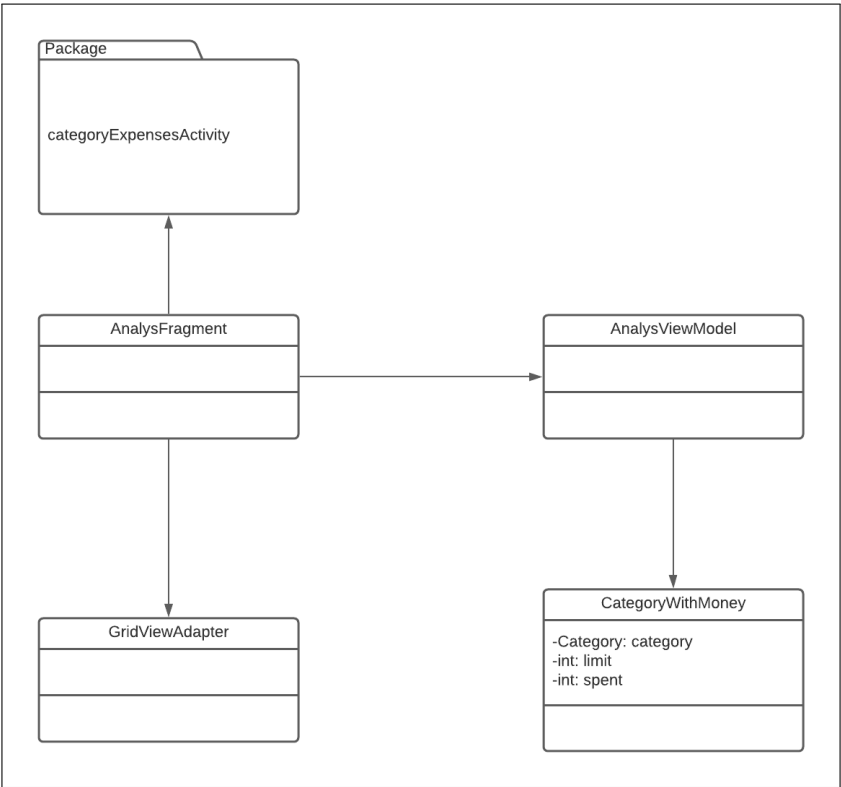 Package
categoryExpensesActivity
AnalysFragment
AnalysViewModel
GridViewAdapter
CategoryWithMoney
-Category: category
-int: limit
-int: spent